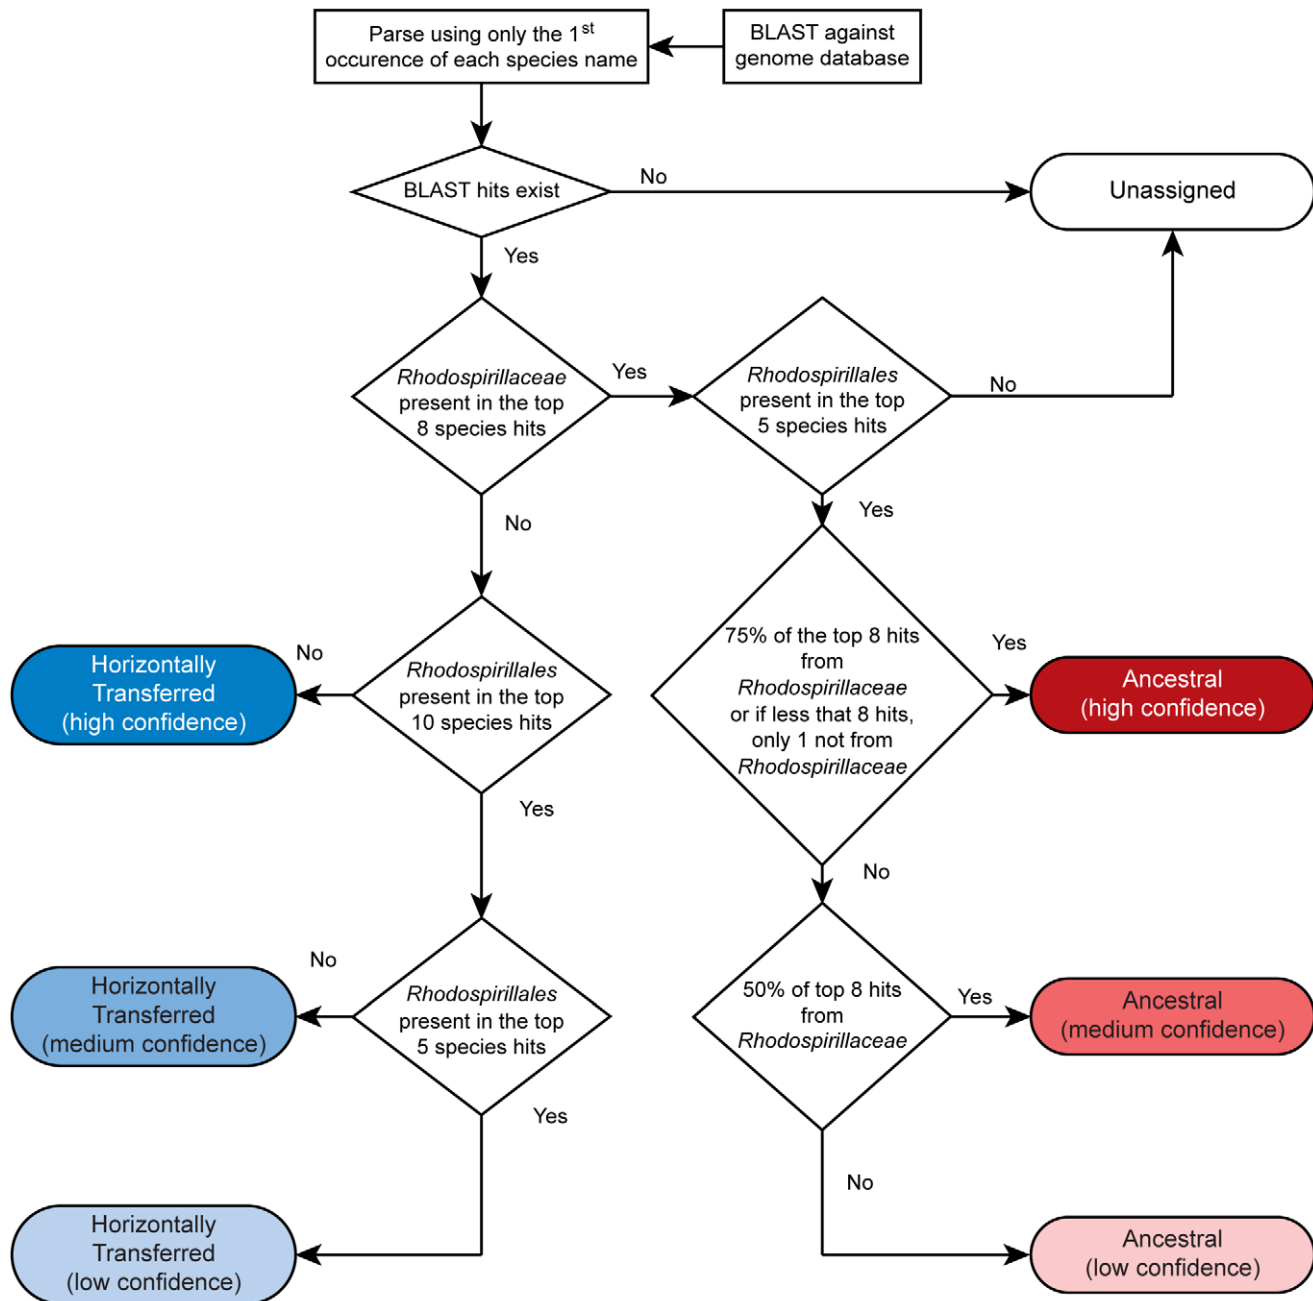 Parse using only the 1st
occurence of each species name
BLAST against
genome database
BLAST hits exist
No
Unassigned
Yes
Rhodospirillaceae
present in the top
8 species hits
Yes
Rhodospirillales
present in the top
5 species hits
No
No
Yes
75% of the top 8 hits
from
Rhodospirillaceae
or if less that 8 hits,
only 1 not from
Rhodospirillaceae
Yes
Ancestral
(high confidence)
Horizontally
Transferred
(high confidence)
No
Rhodospirillales
present in the top
10 species hits
Yes
No
Horizontally
Transferred
(medium confidence)
No
Rhodospirillales
present in the top
5 species hits
50% of top 8 hits
from
Rhodospirillaceae
Yes
Ancestral
(medium confidence)
Yes
No
Horizontally
Transferred
(low confidence)
Ancestral
(low confidence)